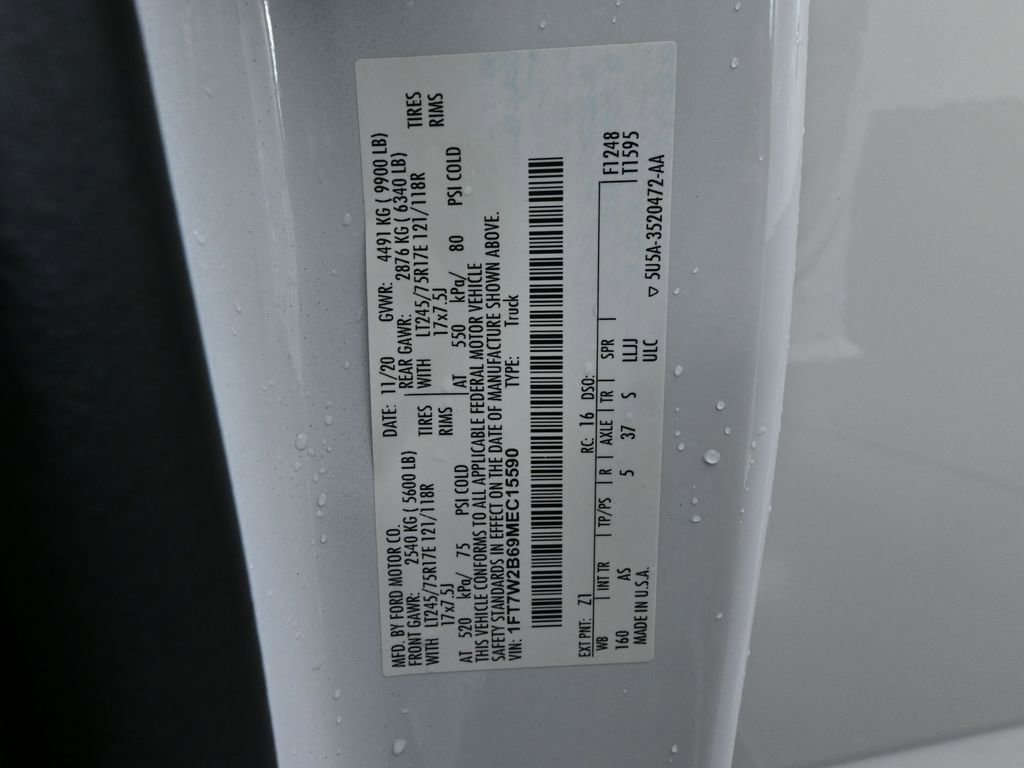 MFD. BY FORD MOTOR CO.
DATE: 11/20 GVWR: 4491 KG ( 9900 LB)
FRONT GAWR: 2540 KG ( 5600 LB) REAR GAWR: 2876 KG ( 6340 LB)
WITH LT245/75R17E 121/118R TIRES WITH LT245/75R17E 121/118R TIRES
17x7.5J RIMS 17x7.5J RIMS
AT 520 kPa/ 75 PSI COLD AT 550 kPa/ 80 PSI COLD
THIS VEHICLE CONFORMS TO ALL APPLICABLE FEDERAL MOTOR VEHICLE
SAFETY STANDARDS IN EFFECT ON THE DATE OF MANUFACTURE SHOWN ABOVE.
VIN: 1FT7W2B69MEC15590 TYPE: Truck
EXT PNT: Z1 RC: 16 DSO:
WB INT TR TP/PS R AXLE TR SPR F1248
160 AS 5 37 S LLJJ T1595
MADE IN U.S.A. ULC
▽ 5U5A-3520472-AA